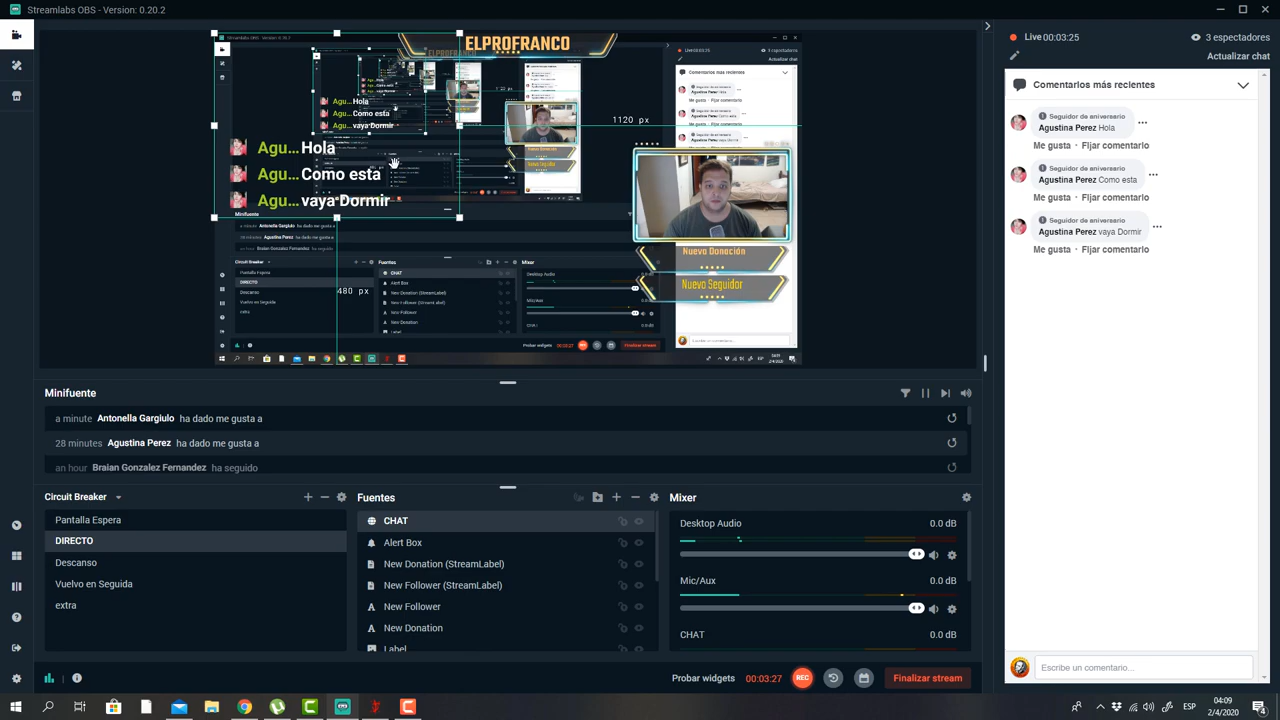 Streamlabs OBS - Version: 0.20.2
Live 00:03:25
3 espectadores
Actualizar chat
ELPROFRANCO
1120 px
480 px
Agu...Hola
Agu...Como esta
Agu...vaya Dormir
Nueva Donación
Nuevo Seguidor
Comentarios más recientes
Seguidor de aniversario
Agustina Perez Hola
Me gusta · Fijar comentario
Seguidor de aniversario
Agustina Perez Como esta
Me gusta · Fijar comentario
Seguidor de aniversario
Agustina Perez vaya Dormir
Me gusta · Fijar comentario
Minifuente
a minute Antonella Gargiulo ha dado me gusta a
28 minutes Agustina Perez ha dado me gusta a
an hour Braian Gonzalez Fernandez ha seguido
Circuit Breaker
Pantalla Espera
DIRECTO
Descanso
Vuelvo en Seguida
extra
Fuentes
CHAT
Alert Box
New Donation (StreamLabel)
New Follower (StreamLabel)
New Follower
New Donation
Label
Mixer
Desktop Audio 0.0 dB
Mic/Aux 0.0 dB
CHAT 0.0 dB
Escribe un comentario...
Probar widgets 00:03:27 REC Finalizar stream
ESP
04:09
2/4/2020
4